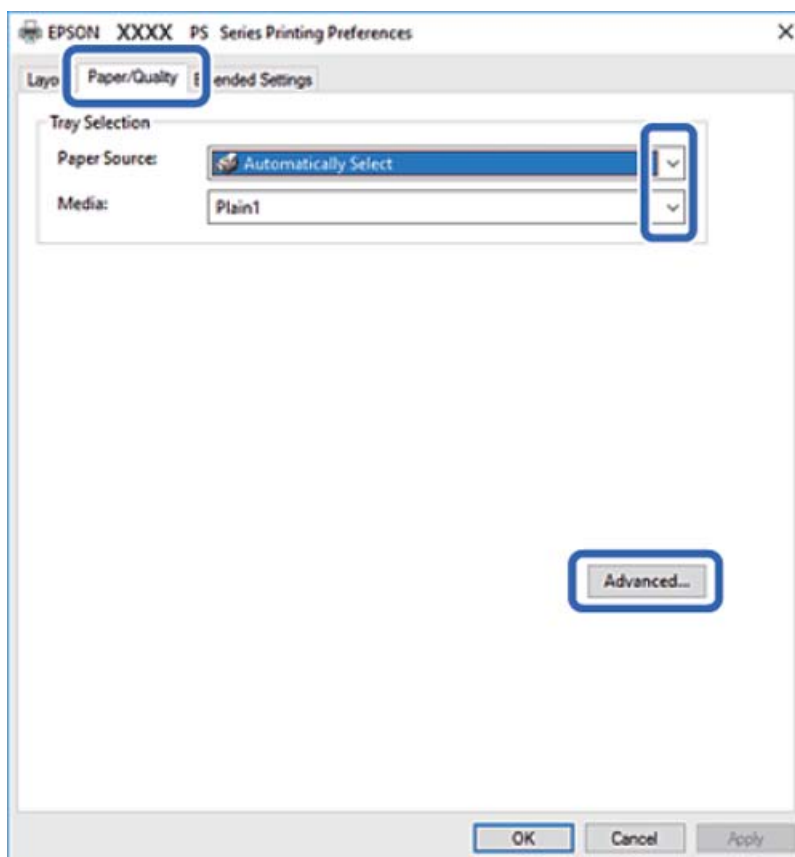 EPSON XXXX PS Series Printing Preferences
Layo Paper/Quality E ended Settings
Tray Selection
Paper Source: Automatically Select
Media: Plain1
Advanced...
OK Cancel Apply